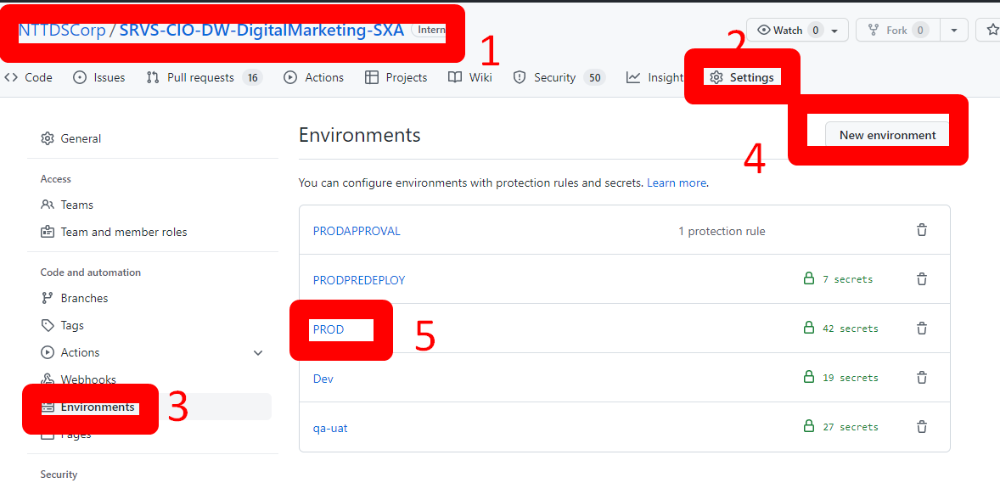 NTTDSCorp / SRVS-CIO-DW-DigitalMarketing-SXA Intern
1
Watch 0
Fork 0
2
Code Issues Pull requests 16 Actions Projects Wiki Security 50 Insight Settings
General
Environments
New environment
4
Access
You can configure environments with protection rules and secrets. Learn more.
Teams
Team and member roles
PRODAPPROVAL 1 protection rule
Code and automation
PRODPREDEPLOY 7 secrets
Branches
Tags
PROD 42 secrets
5
Actions
Webhooks
Dev 19 secrets
Environments
3
Pages
qa-uat 27 secrets
Security